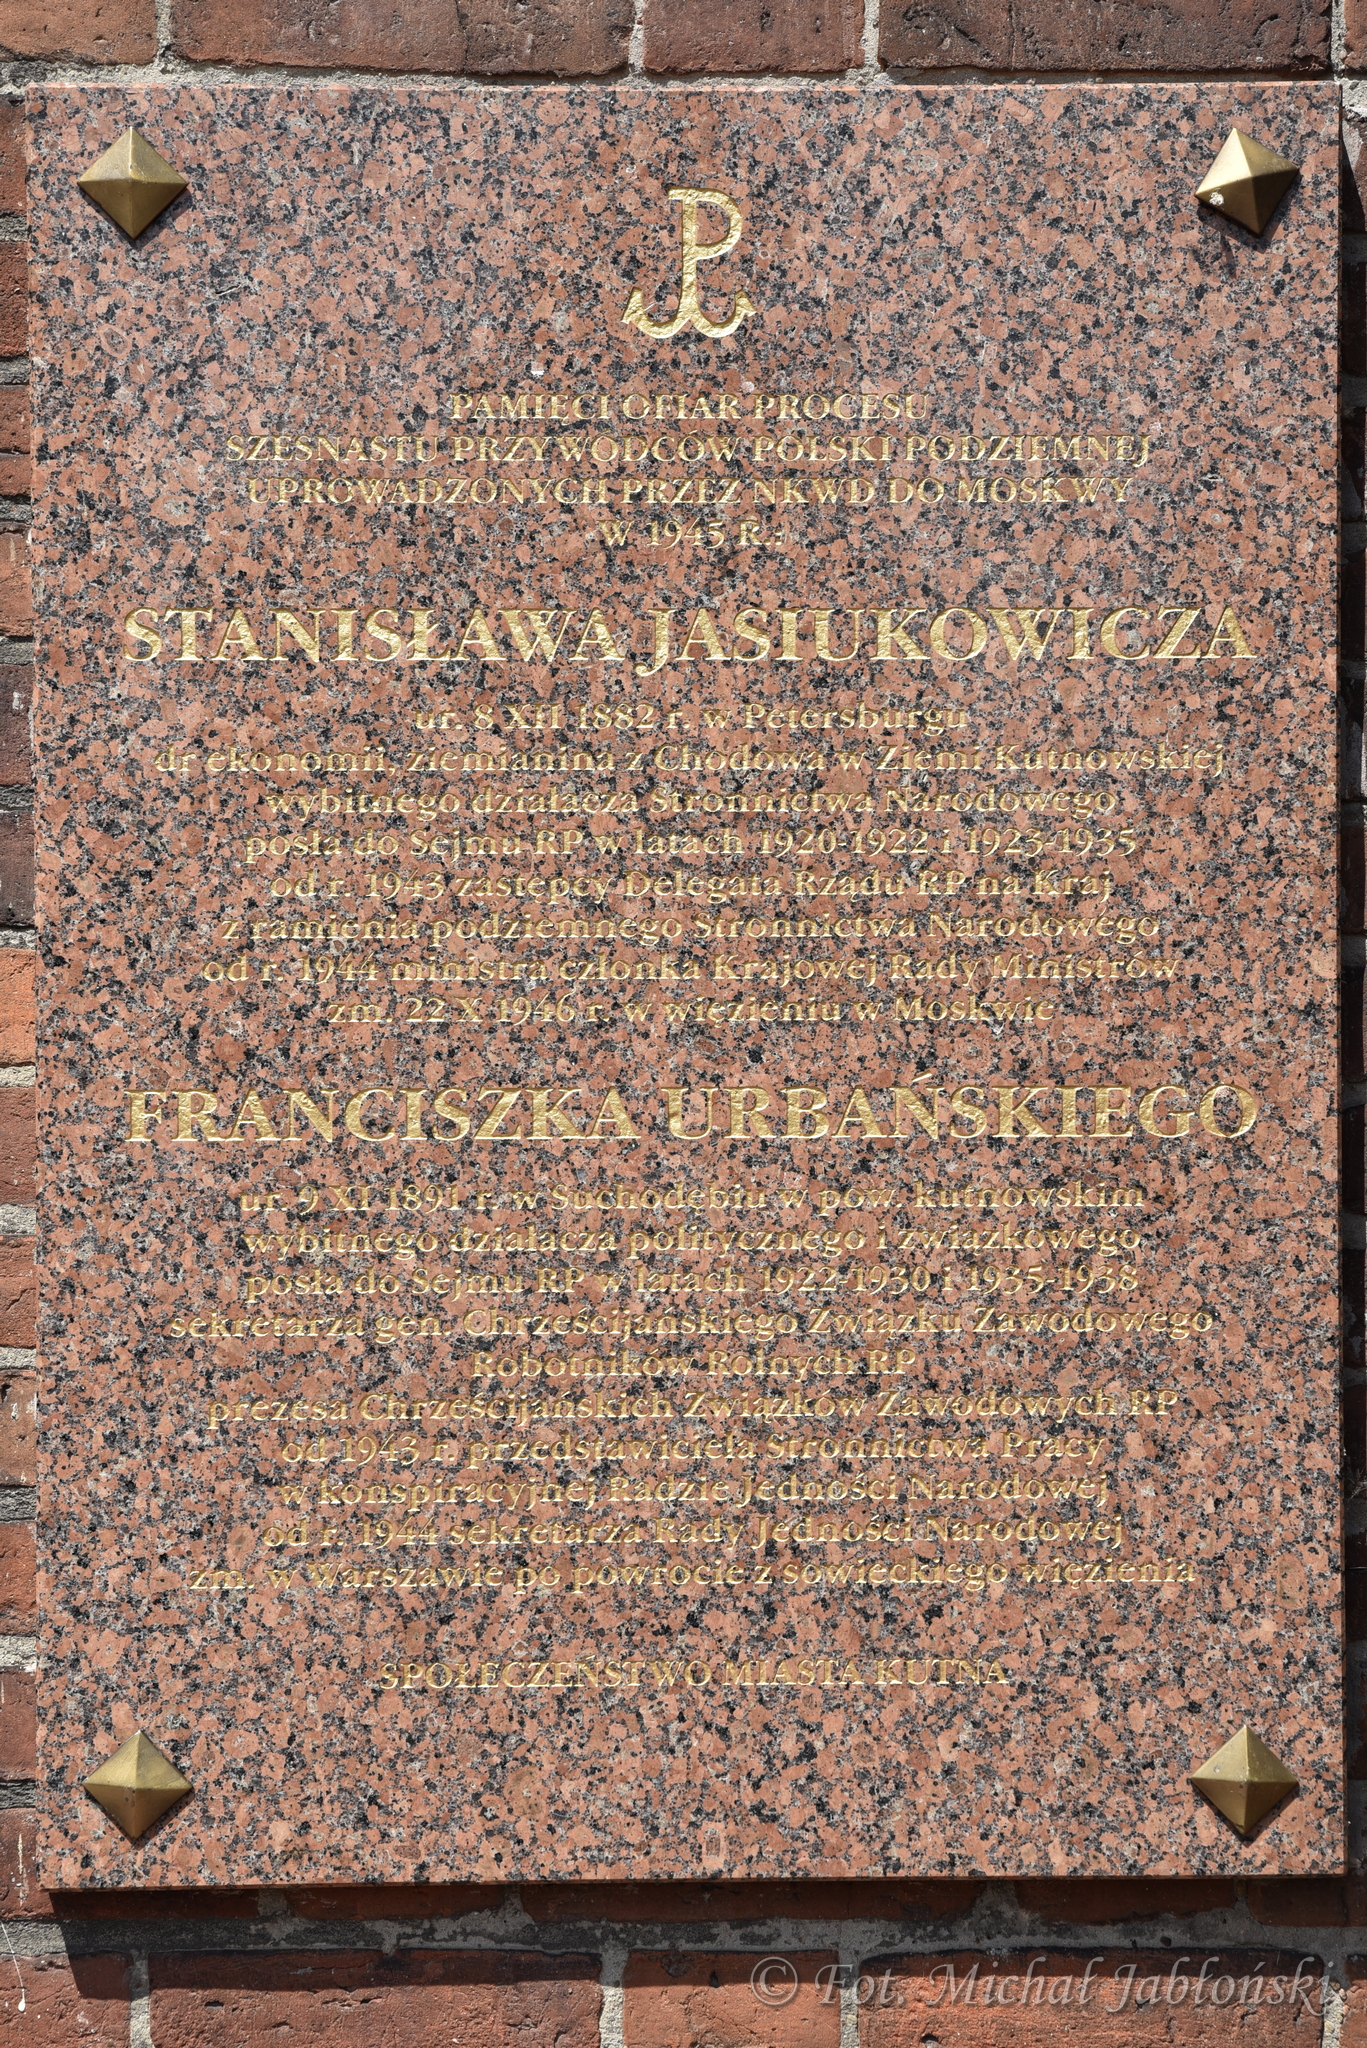 PAMIĘCI OFIAR PROCESU
SZESNASTU PRZYWÓDCÓW POLSKI PODZIEMNEJ
UPROWADZONYCH PRZEZ NKWD DO MOSKWY
W 1945 R.:
STANISŁAWA JASIUKOWICZA
ur. 8 XII 1882 r. w Petersburgu
dr ekonomii, ziemianina z Chodowa w Ziemi Kutnowskiej
wybitnego działacza Stronnictwa Narodowego
posła do Sejmu RP w latach 1920-1922 i 1923-1935
od r. 1943 zastępcy Delegata Rządu RP na Kraj
z ramienia podziemnego Stronnictwa Narodowego
od r. 1944 ministra członka Krajowej Rady Ministrów
zm. 22 X 1946 r. w więzieniu w Moskwie
FRANCISZKA URBAŃSKIEGO
ur. 9 XI 1891 r. w Suchodębiu w pow. kutnowskim
wybitnego działacza politycznego i związkowego
posła do Sejmu RP w latach 1922-1930 i 1935-1938
sekretarza gen. Chrześcijańskiego Związku Zawodowego
Robotników Rolnych RP
prezesa Chrześcijańskich Związków Zawodowych RP
od 1943 r. przedstawiciela Stronnictwa Pracy
w konspiracyjnej Radzie Jedności Narodowej
od r. 1944 sekretarza Rady Jedności Narodowej
zm. w Warszawie po powrocie z sowieckiego więzienia
SPOŁECZEŃSTWO MIASTA KUTNA
© Fot. Michał Jabłoński